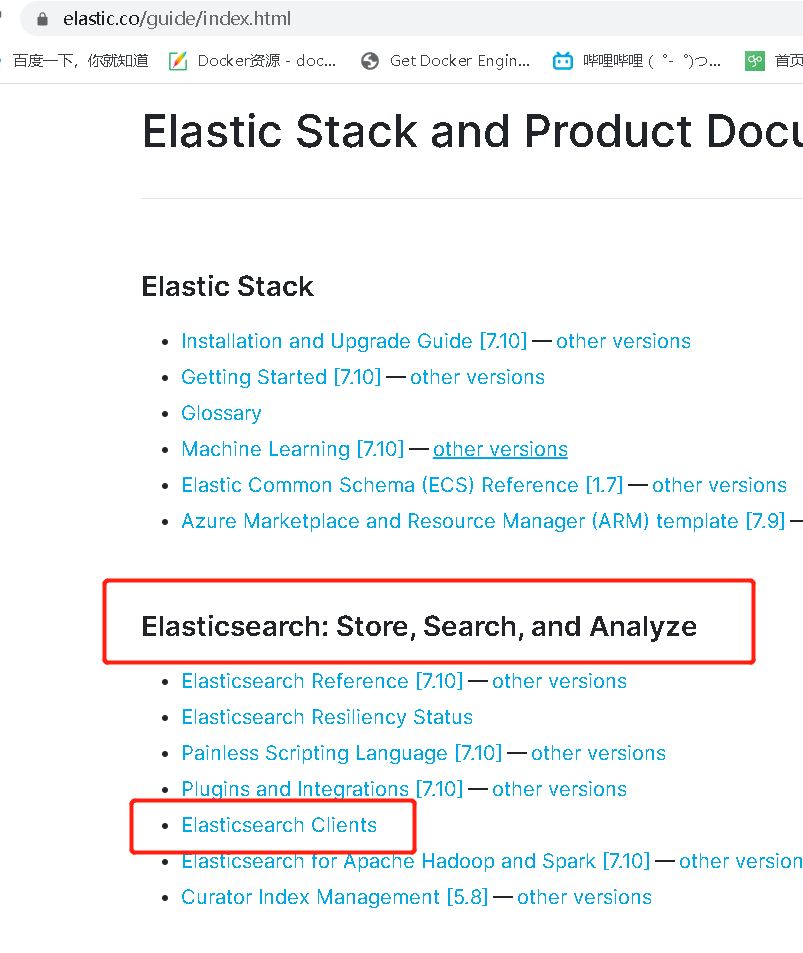 elastic.co/guide/index.html
百度一下，你就知道 Docker资源 - doc... Get Docker Engin... 哔哩哔哩 ( ゜- ゜)つ... 首页
Elastic Stack and Product Docu
Elastic Stack
• Installation and Upgrade Guide [7.10] — other versions
• Getting Started [7.10] — other versions
• Glossary
• Machine Learning [7.10] — other versions
• Elastic Common Schema (ECS) Reference [1.7] — other versions
• Azure Marketplace and Resource Manager (ARM) template [7.9] —
Elasticsearch: Store, Search, and Analyze
• Elasticsearch Reference [7.10] — other versions
• Elasticsearch Resiliency Status
• Painless Scripting Language [7.10] — other versions
• Plugins and Integrations [7.10] — other versions
• Elasticsearch Clients
• Elasticsearch for Apache Hadoop and Spark [7.10] — other version
• Curator Index Management [5.8] — other versions